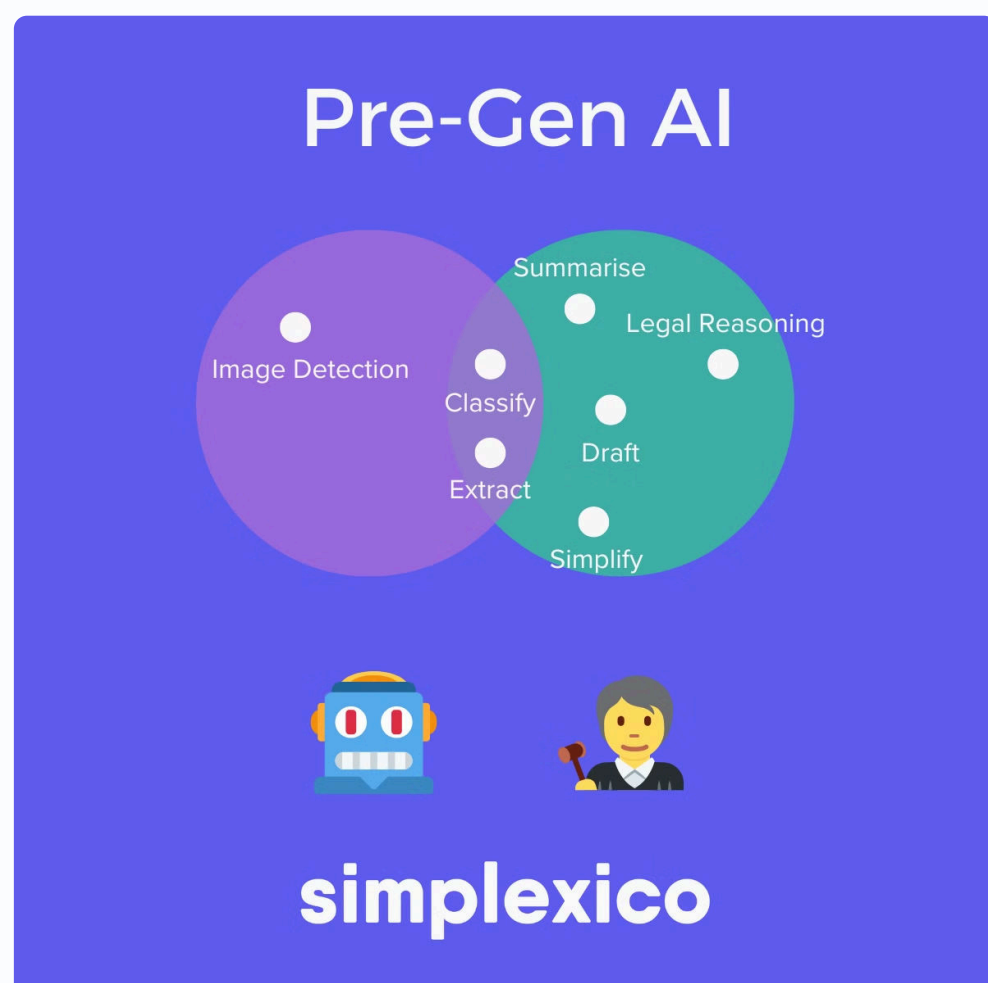 Pre-Gen AI
Summarise
Legal Reasoning
Image Detection
Classify
Draft
Extract
Simplify
simplexico